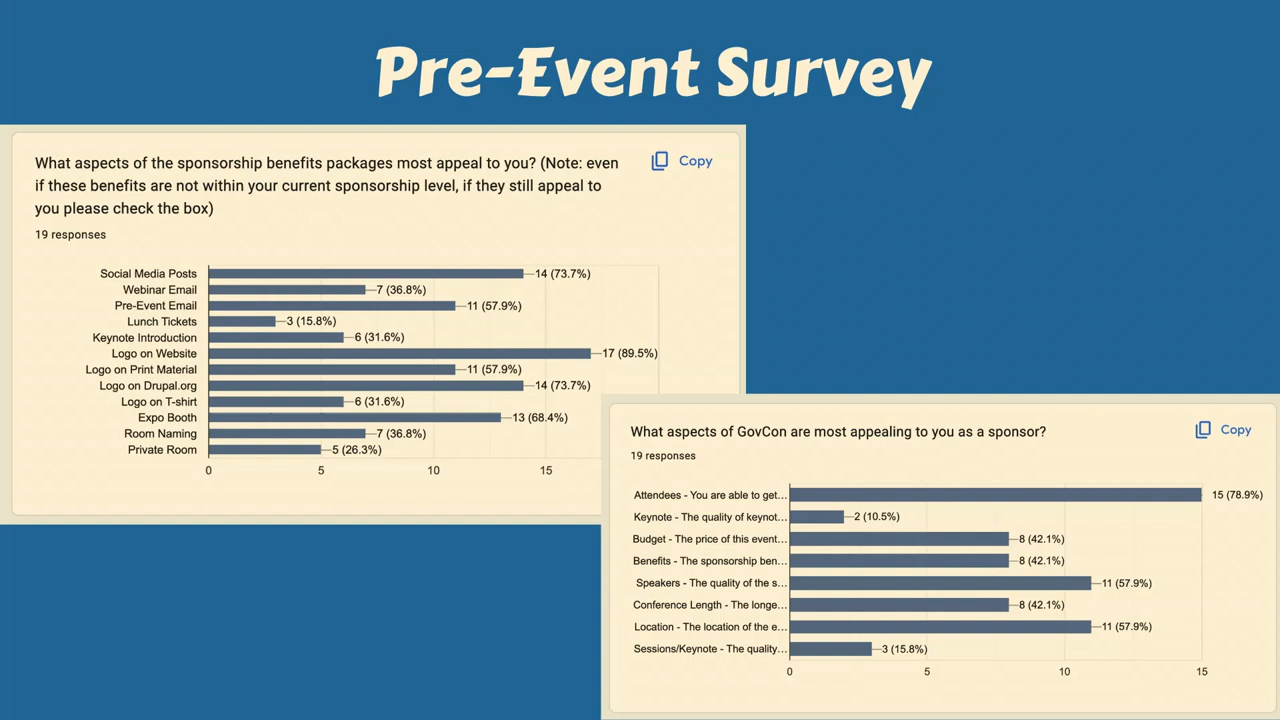 Pre-Event Survey
What aspects of the sponsorship benefits packages most appeal to you? (Note: even
if these benefits are not within your current sponsorship level, if they still appeal to
you please check the box)
Copy
19 responses
Social Media Posts 14 (73.7%)
Webinar Email 7 (36.8%)
Pre-Event Email 11 (57.9%)
Lunch Tickets 3 (15.8%)
Keynote Introduction 6 (31.6%)
Logo on Website 17 (89.5%)
Logo on Print Material 11 (57.9%)
Logo on Drupal.org 14 (73.7%)
Logo on T-shirt 6 (31.6%)
Expo Booth 13 (68.4%)
Room Naming 7 (36.8%)
Private Room 5 (26.3%)
0 5 10 15
What aspects of GovCon are most appealing to you as a sponsor?
Copy
19 responses
Attendees - You are able to get... 15 (78.9%)
Keynote - The quality of keynot... 2 (10.5%)
Budget - The price of this event... 8 (42.1%)
Benefits - The sponsorship ben... 8 (42.1%)
Speakers - The quality of the s... 11 (57.9%)
Conference Length - The longe... 8 (42.1%)
Location - The location of the e... 11 (57.9%)
Sessions/Keynote - The quality... 3 (15.8%)
0 5 10 15